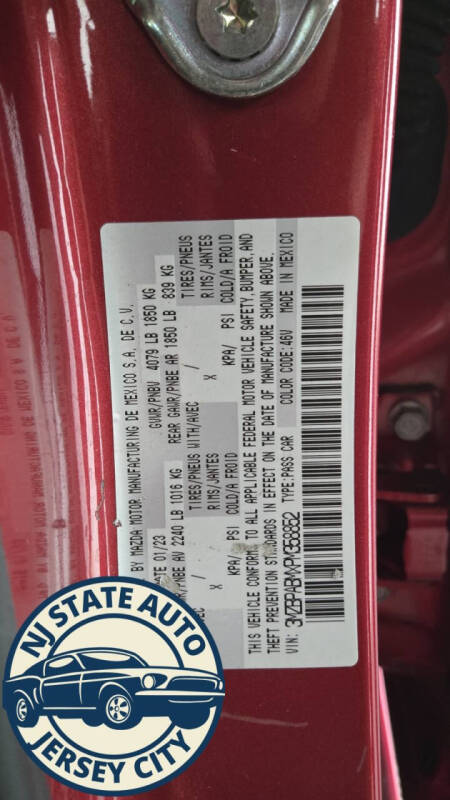 BY MAZDA MOTOR MANUFACTURING DE MEXICO S.A. DE C.V.
01/23 GVWR/PNBV 4079 LB 1850 KG
AV 2240 LB 1016 KG REAR GAWR/PNBE AR 1850 LB 839 KG
TIRES/PNEUS WITH/AVEC TIRES/PNEUS
X RIMS/JANTES X RIMS/JANTES
KPA/ PSI COLD/A FROID KPA/ PSI COLD/A FROID
THIS VEHICLE CONFORMS TO ALL APPLICABLE FEDERAL MOTOR VEHICLE SAFETY, BUMPER, AND
THEFT PREVENTION STANDARDS IN EFFECT ON THE DATE OF MANUFACTURE SHOWN ABOVE.
VIN: TYPE:PASS CAR COLOR CODE:46V MADE IN MEXICO
NJ STATE AUTO
JERSEY CITY